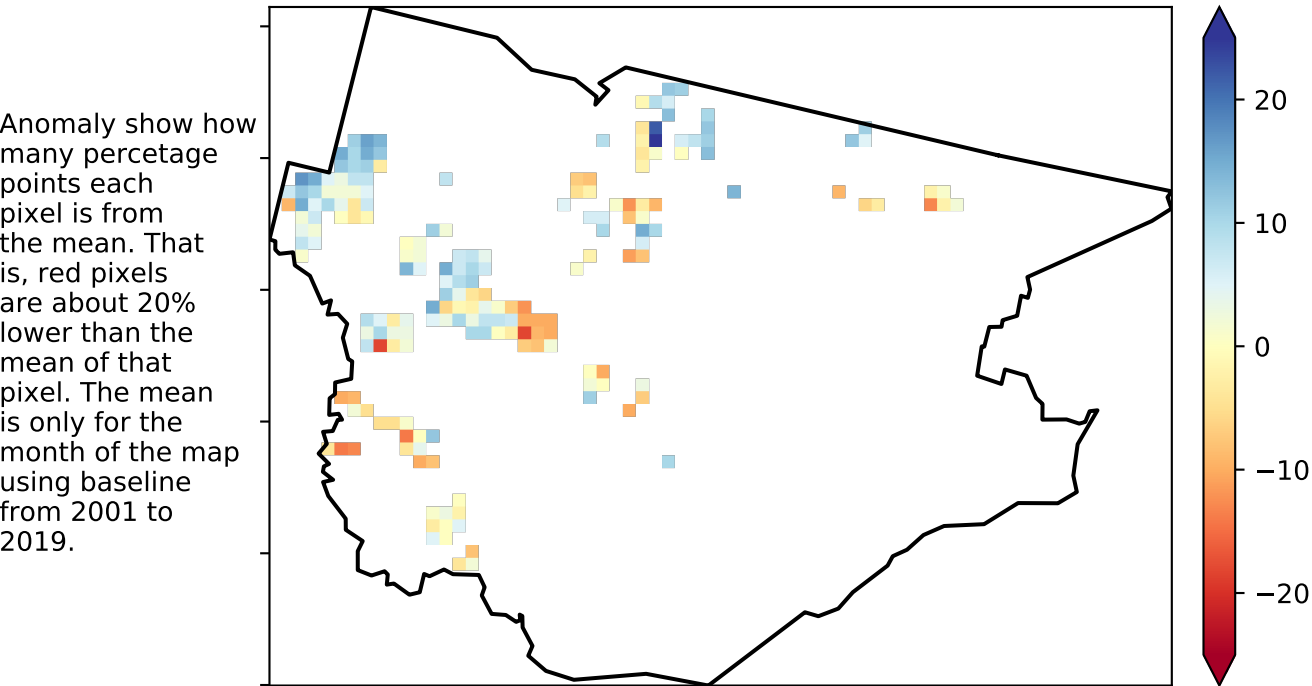 Anomaly show how
many percetage
points each
pixel is from
the mean. That
is, red pixels
are about 20%
lower than the
mean of that
pixel. The mean
is only for the
month of the map
using baseline
from 2001 to
2019.
20
10
0
−10
−20